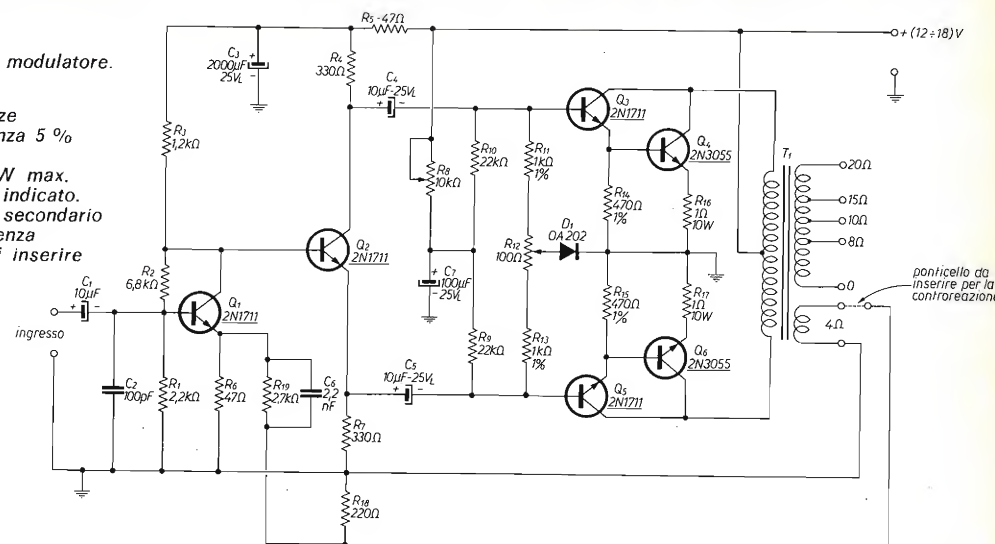 modulatore.
ze
nza 5 %
W max.
indicato.
secondario
enza
inserire
R5-47Ω
+ (12÷18)V
C3
2000µF
25VL
R4
330Ω
C4
10µF-25VL
Q3
2N1711
Q4
2N3055
T1
R3
1,2kΩ
R8
10kΩ
R10
22kΩ
R11
1kΩ
1%
R14
470Ω
1%
R16
1Ω
10W
20Ω
15Ω
10Ω
8Ω
0
Q2
2N1711
R12
100Ω
D1
OA202
R2
6,8kΩ
C1
10µF
Q1
2N1711
C7
100µF
25VL
R9
22kΩ
R13
1kΩ
1%
R15
470Ω
1%
R17
1Ω
10W
ponticello da
inserire per la
controreazione
4Ω
ingresso
Q6
2N3055
C2
100pF
R1
2,2kΩ
R6
47Ω
R19
2,7kΩ
C6
2,2
nF
C5
10µF-25VL
Q5
2N1711
R7
330Ω
R18
220Ω